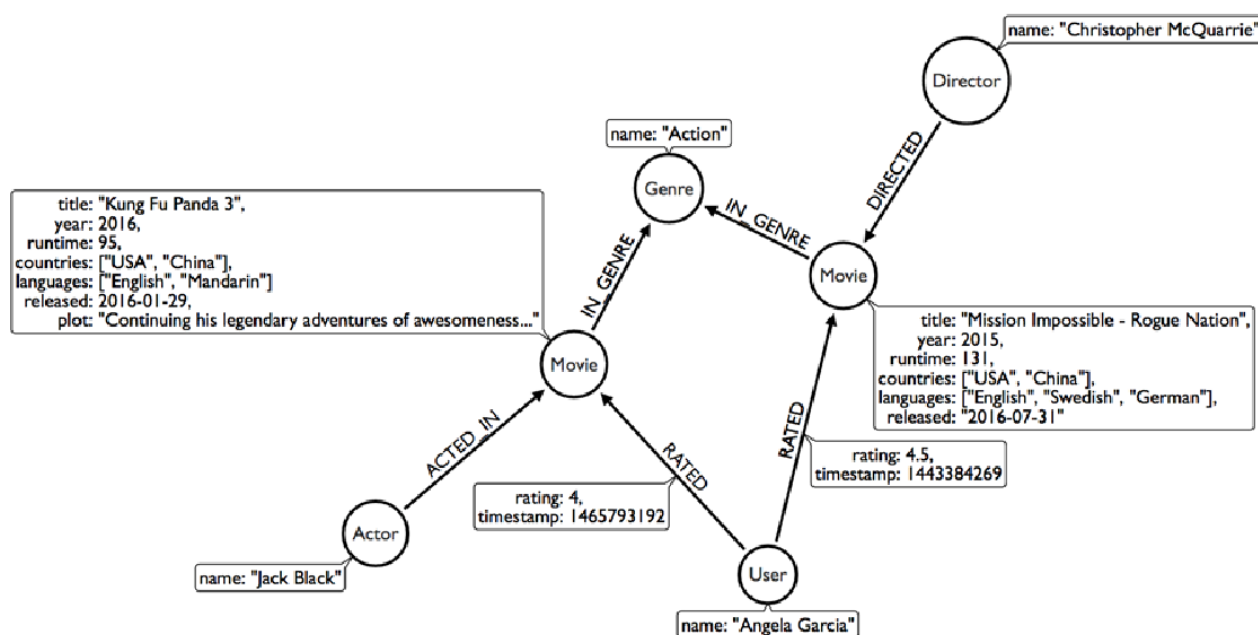 name: "Christopher McQuarrie"
Director
name: "Action"
Genre
DIRECTED
IN_GENRE
IN_GENRE
title: "Kung Fu Panda 3",
year: 2016,
runtime: 95,
countries: ["USA", "China"],
languages: ["English", "Mandarin"]
released: 2016-01-29,
plot: "Continuing his legendary adventures of awesomeness..."
Movie
Movie
title: "Mission Impossible - Rogue Nation",
year: 2015,
runtime: 131,
countries: ["USA", "China"],
languages: ["English", "Swedish", "German"],
released: "2016-07-31"
ACTED_IN
RATED
RATED
rating: 4.5,
timestamp: 1443384269
rating: 4,
timestamp: 1465793192
Actor
name: "Jack Black"
User
name: "Angela Garcia"